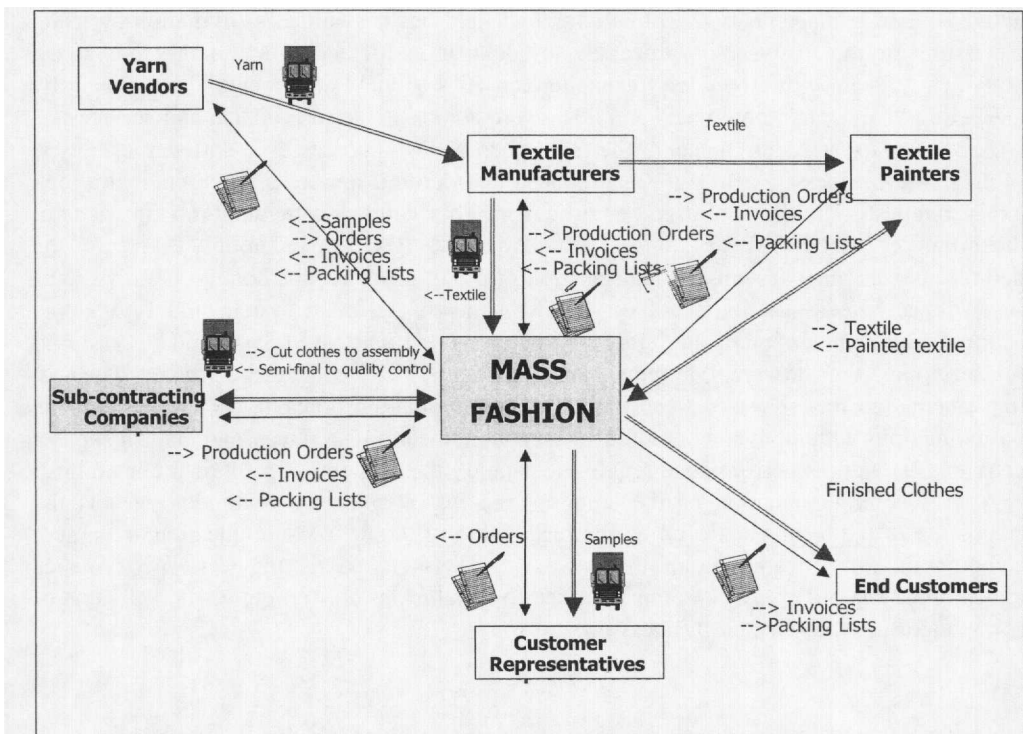 Yarn
Vendors
Yarn
Textile
Manufacturers
Textile
Textile
Painters
<-- Samples
--> Orders
<-- Invoices
<-- Packing Lists
<--Textile
--> Production Orders
<-- Invoices
<-- Packing Lists
--> Production Orders
<-- Invoices
<-- Packing Lists
--> Textile
<-- Painted textile
--> Cut clothes to assembly
<-- Semi-final to quality control
Sub-contracting
Companies
MASS
FASHION
--> Production Orders
<-- Invoices
<-- Packing Lists
Finished Clothes
<-- Orders
Samples
End Customers
--> Invoices
-->Packing Lists
Customer
Representatives